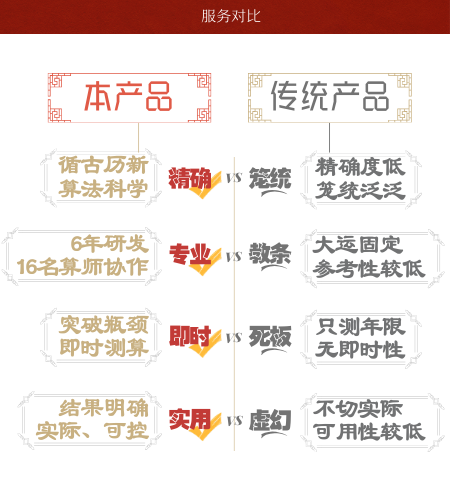 服务对比
本产品
传统产品
循古历新
算法科学
精确
VS
笼统
精确度低
笼统泛泛
6年研发
16名算师协作
专业
VS
教条
大运固定
参考性较低
突破瓶颈
即时测算
即时
VS
死板
只测年限
无即时性
结果明确
实际、可控
实用
VS
虚幻
不切实际
可用性较低